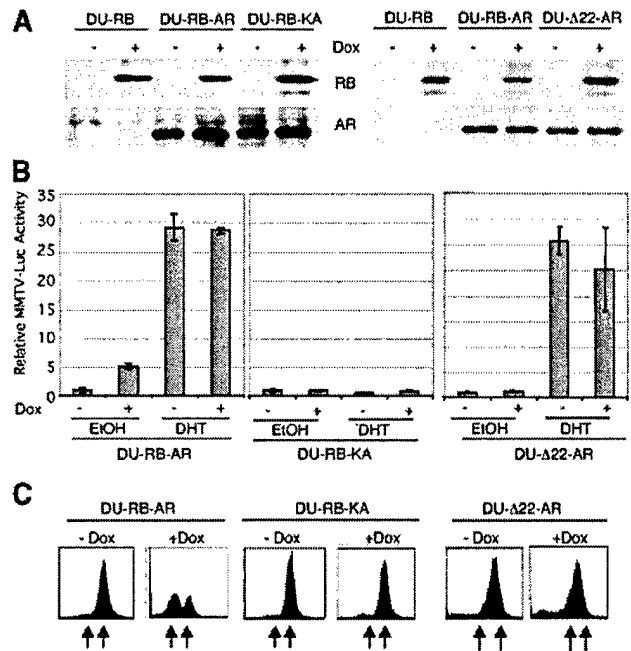 A
DU-RB DU-RB-AR DU-RB-KA DU-RB DU-RB-AR DU-Δ22-AR
- + - + - + Dox - + - + - +
RB
AR
B
Relative MMTV-Luc Activity
35
30
25
20
15
10
5
0
Dox - + - + - + - + - + - +
EtOH DHT EtOH DHT EtOH DHT
DU-RB-AR DU-RB-KA DU-Δ22-AR
C
DU-RB-AR DU-RB-KA DU-Δ22-AR
- Dox +Dox - Dox +Dox - Dox +Dox